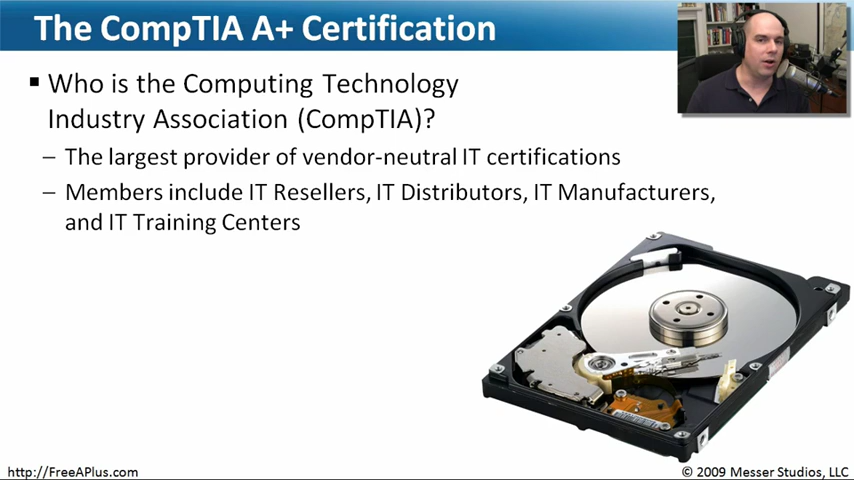 The CompTIA A+ Certification
▪ Who is the Computing Technology
Industry Association (CompTIA)?
– The largest provider of vendor-neutral IT certifications
– Members include IT Resellers, IT Distributors, IT Manufacturers,
and IT Training Centers
http://FreeAPlus.com
© 2009 Messer Studios, LLC